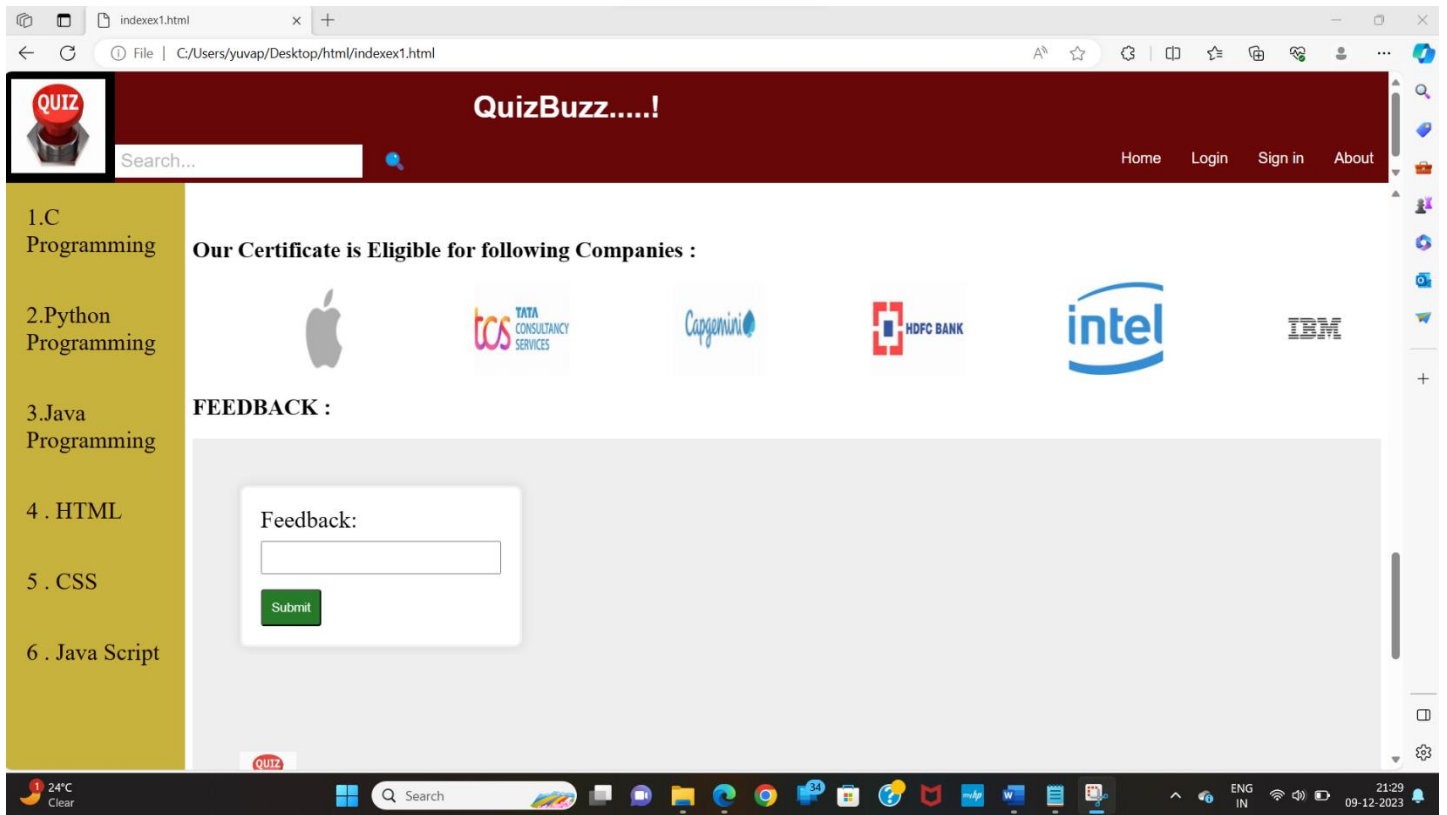 indexex1.html
File | C:/Users/yuvap/Desktop/html/indexex1.html
QUIZ
QuizBuzz.....!
Search...
Home Login Sign in About
1.C
Programming
2.Python
Programming
3.Java
Programming
4 . HTML
5 . CSS
6 . Java Script
Our Certificate is Eligible for following Companies :
tcs TATA
CONSULTANCY
SERVICES
Capgemini
HDFC BANK
intel
IBM
FEEDBACK :
Feedback:
Submit
QUIZ
1
24°C
Clear
Search
34
myhp
W
ENG
IN
21:29
09-12-2023